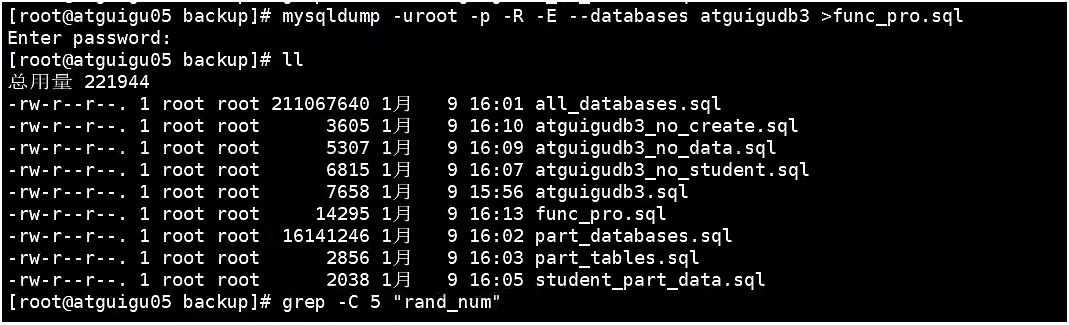 [root@atguigu05 backup]# mysqldump -uroot -p -R -E --databases atguigudb3 >func_pro.sql
Enter password:
[root@atguigu05 backup]# ll
总用量 221944
-rw-r--r--. 1 root root 211067640 1月   9 16:01 all_databases.sql
-rw-r--r--. 1 root root      3605 1月   9 16:10 atguigudb3_no_create.sql
-rw-r--r--. 1 root root      5307 1月   9 16:09 atguigudb3_no_data.sql
-rw-r--r--. 1 root root      6815 1月   9 16:07 atguigudb3_no_student.sql
-rw-r--r--. 1 root root      7658 1月   9 15:56 atguigudb3.sql
-rw-r--r--. 1 root root     14295 1月   9 16:13 func_pro.sql
-rw-r--r--. 1 root root  16141246 1月   9 16:02 part_databases.sql
-rw-r--r--. 1 root root      2856 1月   9 16:03 part_tables.sql
-rw-r--r--. 1 root root      2038 1月   9 16:05 student_part_data.sql
[root@atguigu05 backup]# grep -C 5 "rand_num"